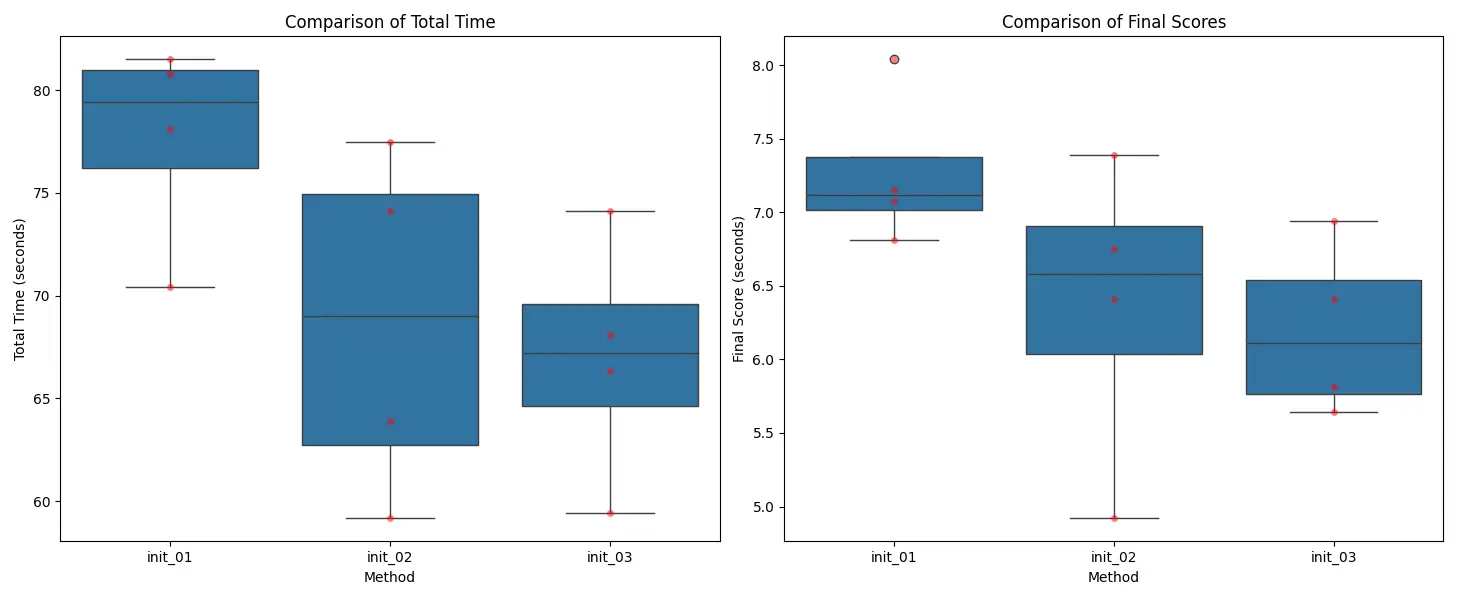 Comparison of Total Time
Total Time (seconds)
80
75
70
65
60
init_01
init_02
init_03
Method
Comparison of Final Scores
Final Score (seconds)
8.0
7.5
7.0
6.5
6.0
5.5
5.0
init_01
init_02
init_03
Method